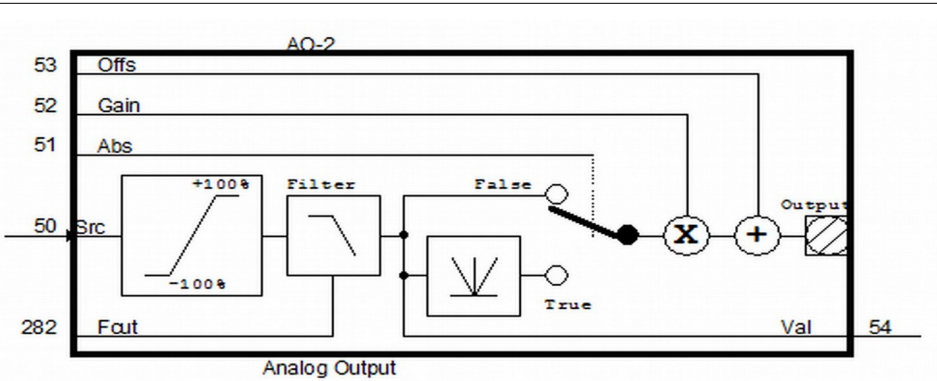 AO-2
53 Offs
52 Gain
51 Abs
+100% Filter False
Output
50 Src X +
-100%
True
282 Fcut Val 54
Analog Output